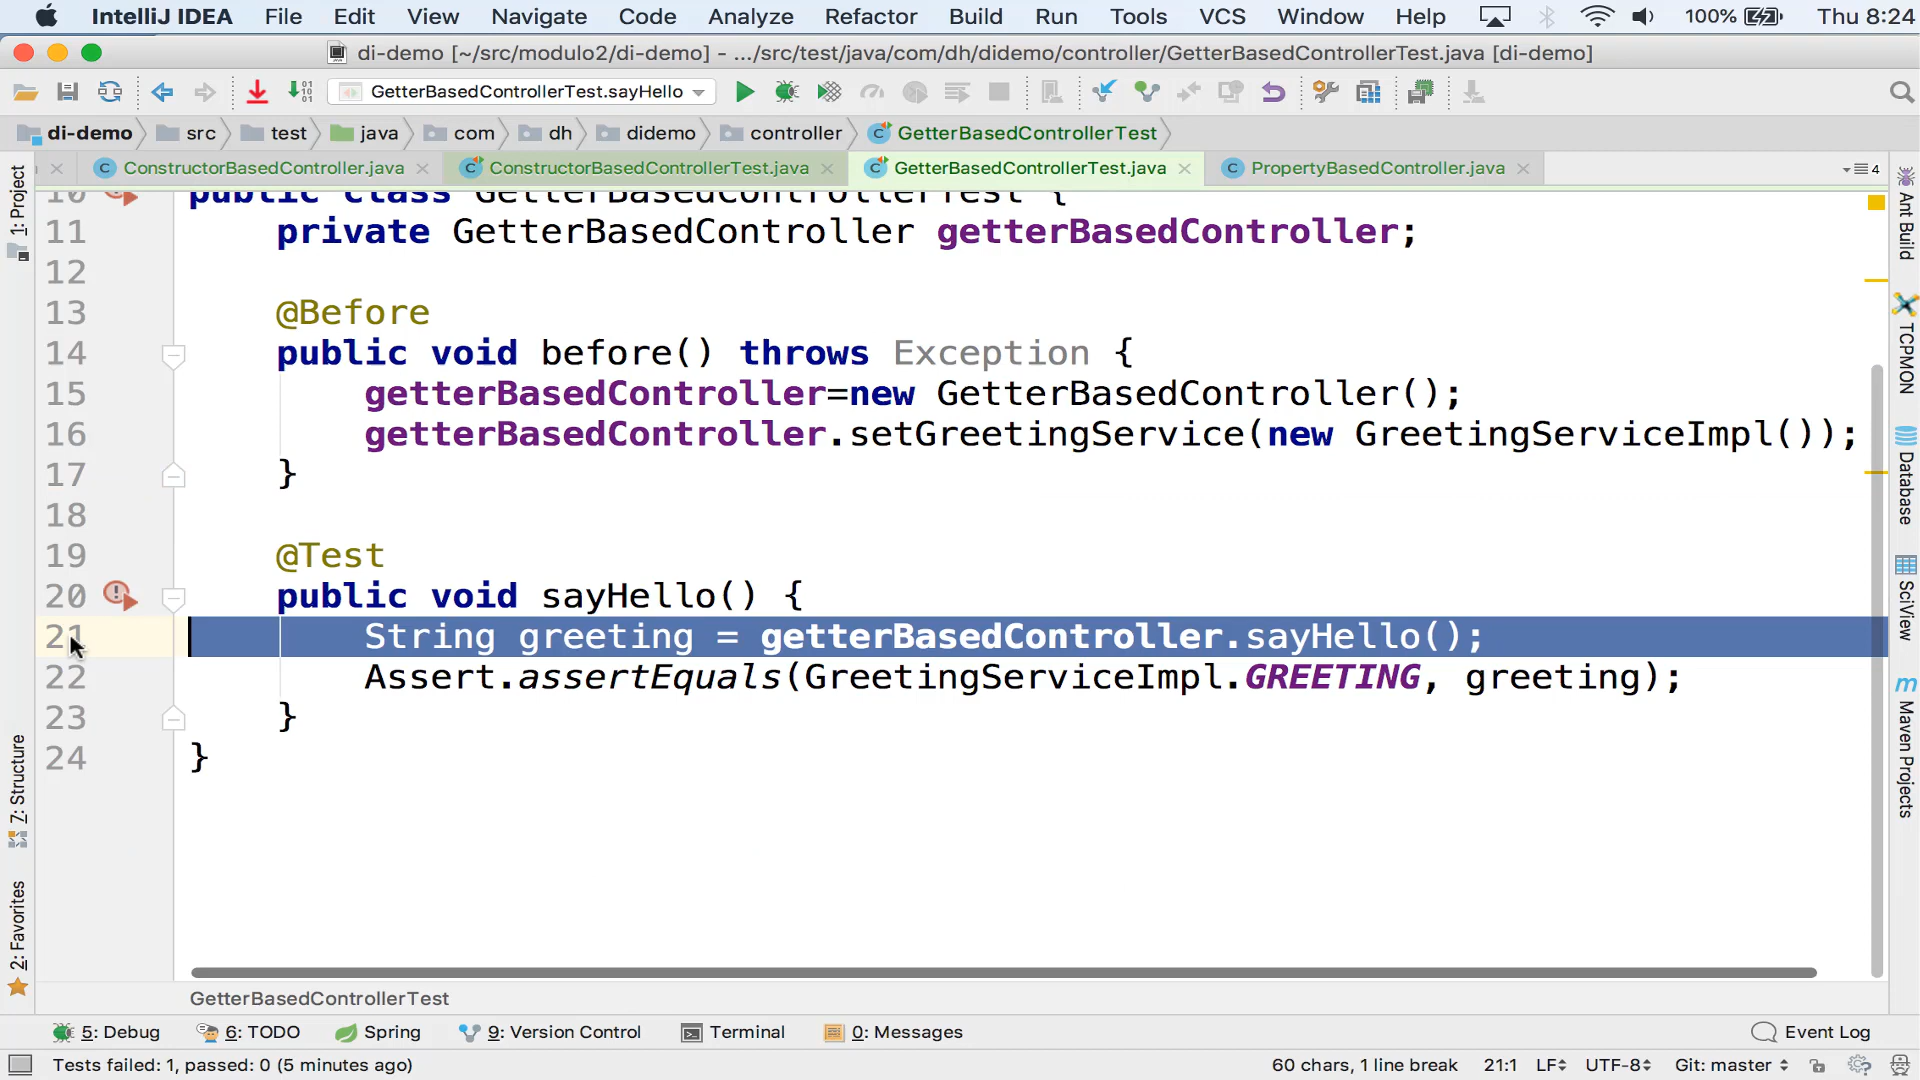 IntelliJ IDEA File Edit View Navigate Code Analyze Refactor Build Run Tools VCS Window Help 100% Thu 8:24
di-demo [~/src/modulo2/di-demo] - .../src/test/java/com/dh/didemo/controller/GetterBasedControllerTest.java [di-demo]
GetterBasedControllerTest.sayHello
di-demo src test java com dh didemo controller GetterBasedControllerTest
ConstructorBasedController.java ConstructorBasedControllerTest.java GetterBasedControllerTest.java PropertyBasedController.java 4
10 public class GetterBasedControllerTest {
11 private GetterBasedController getterBasedController;
12
13 @Before
14 public void before() throws Exception {
15 getterBasedController=new GetterBasedController();
16 getterBasedController.setGreetingService(new GreetingServiceImpl());
17 }
18
19 @Test
20 public void sayHello() {
21 String greeting = getterBasedController.sayHello();
22 Assert.assertEquals(GreetingServiceImpl.GREETING, greeting);
23 }
24 }
1: Project
7: Structure
2: Favorites
Ant Build
TCPMON
Database
SciView
Maven Projects
GetterBasedControllerTest
5: Debug 6: TODO Spring 9: Version Control Terminal 0: Messages Event Log
Tests failed: 1, passed: 0 (5 minutes ago) 60 chars, 1 line break 21:1 LF UTF-8 Git: master